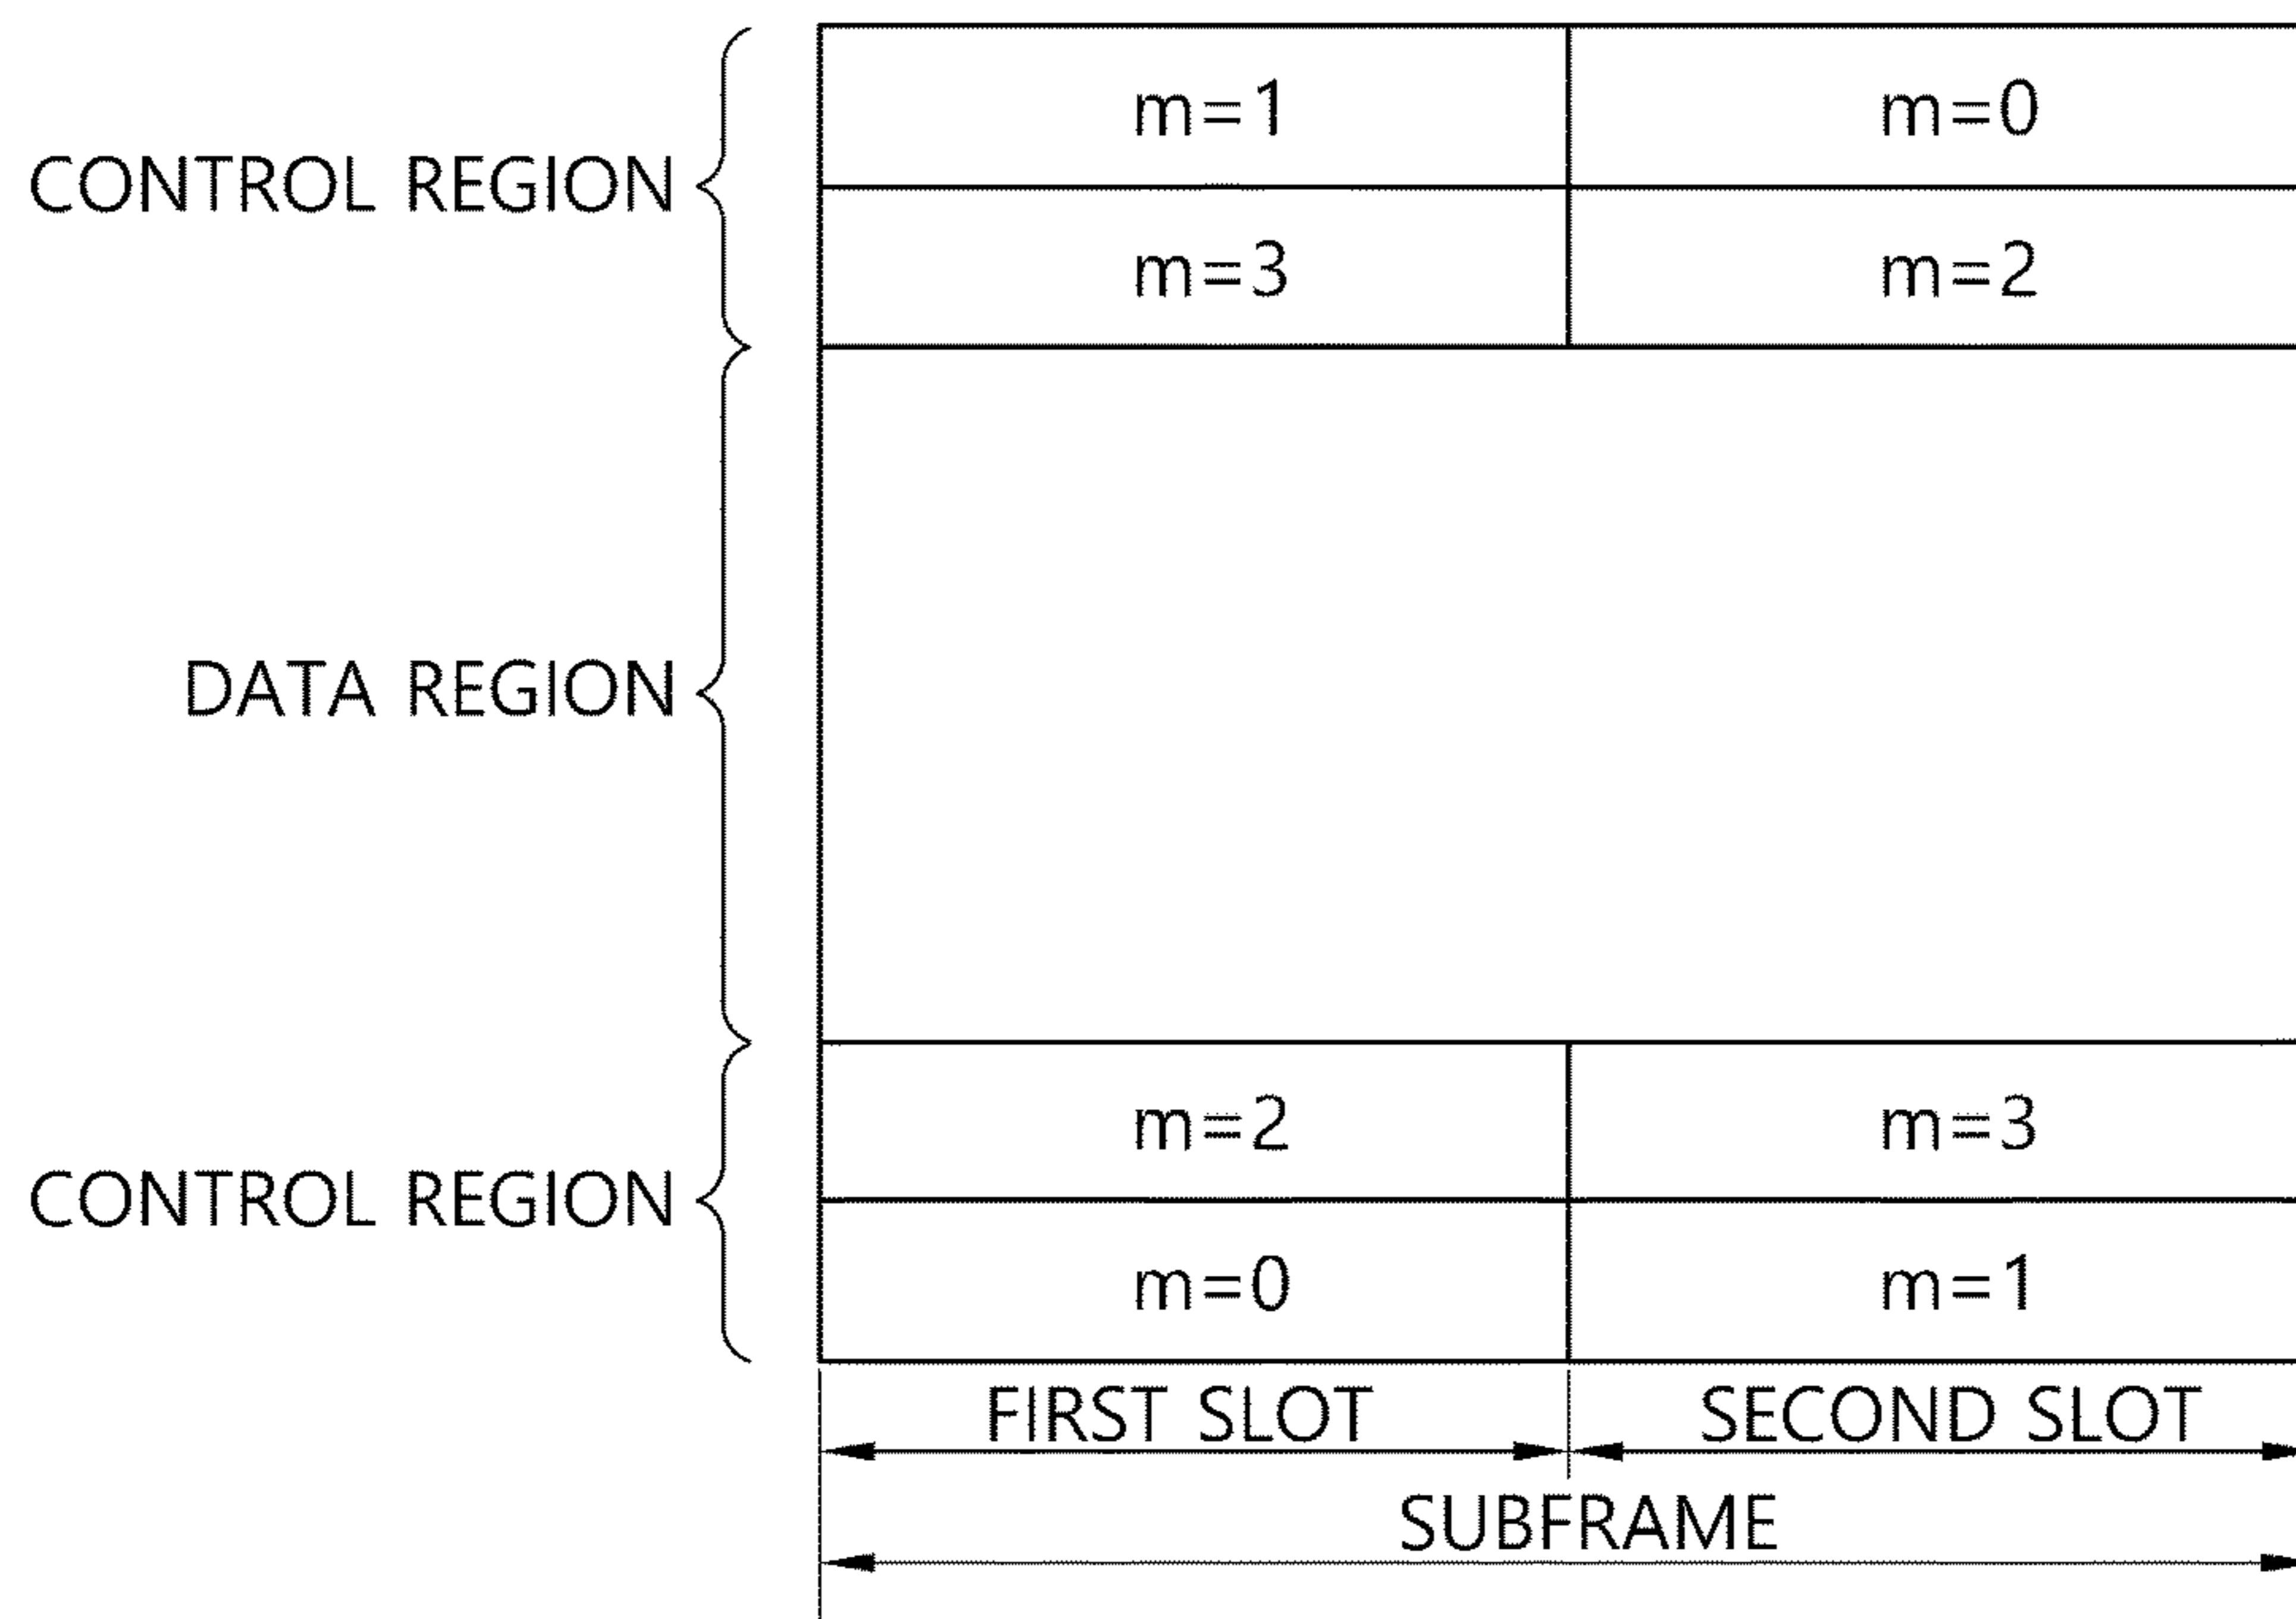 m=1 m=0
CONTROL REGION
m=3 m=2
DATA REGION
m=2 m=3
CONTROL REGION
m=0 m=1
FIRST SLOT SECOND SLOT
SUBFRAME